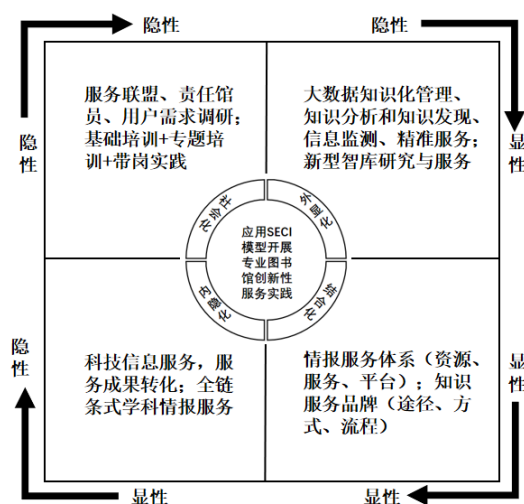 隐性
隐性
隐性
显性
服务联盟、责任馆
员、用户需求调研;
基础培训+专题培
训+带岗实践
大数据知识化管理、
知识分析和知识发现、
信息监测、精准服务;
新型智库研究与服务
社会化
外显化
应用SECI
模型开展
专业图书
馆创新性
服务实践
内隐化
结合化
科技信息服务，服
务成果转化；全链
条式学科情报服务
情报服务体系（资源、
服务、平台）；知识
服务品牌（途径、方
式、流程）
隐性
显性
显性
显性